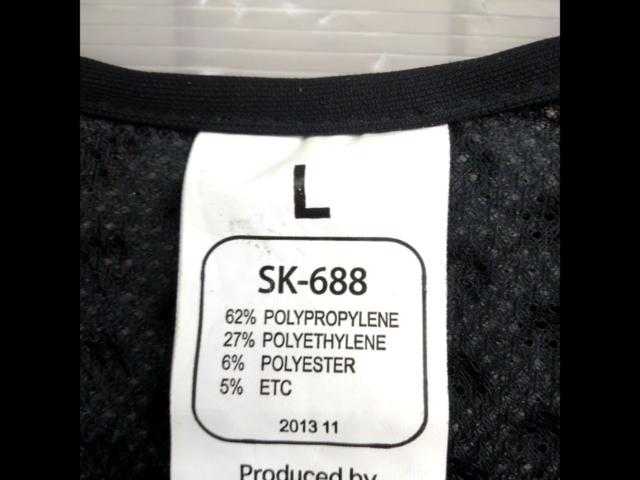 L
SK-688
62% POLYPROPYLENE
27% POLYETHYLENE
6% POLYESTER
5% ETC
2013 11
Produced by